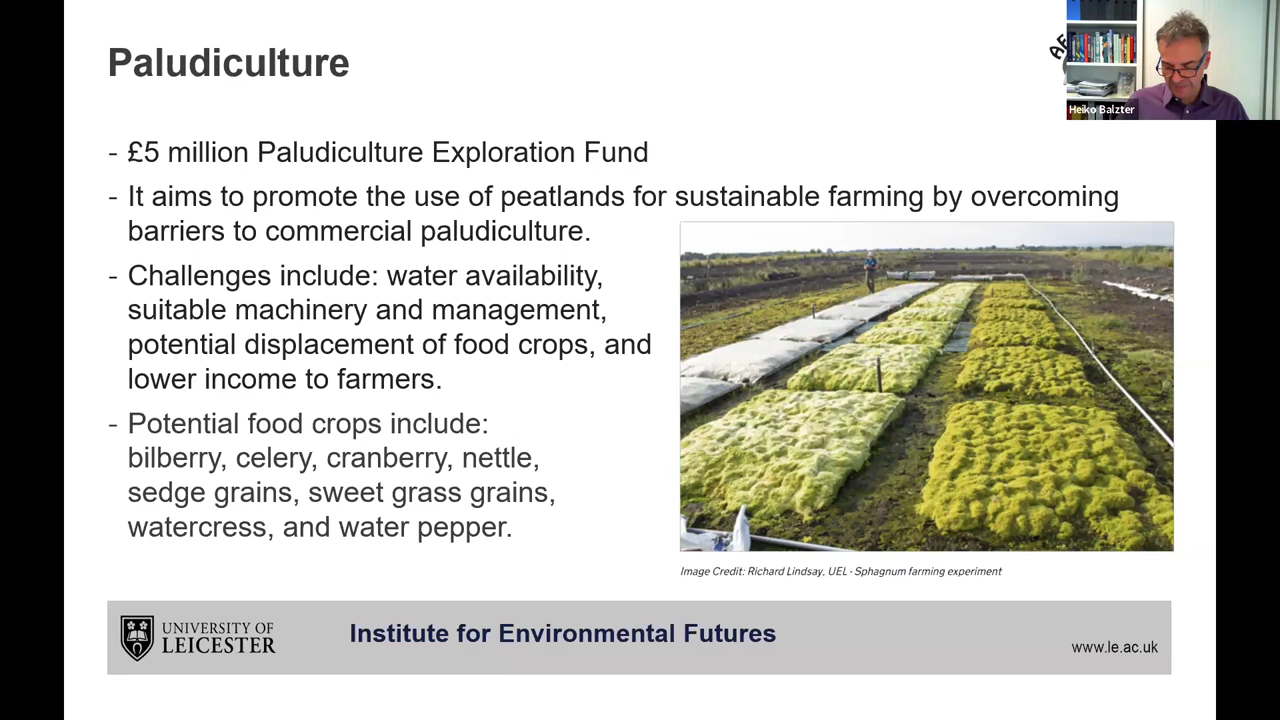 Paludiculture
AF
Heiko Balzter
- £5 million Paludiculture Exploration Fund
- It aims to promote the use of peatlands for sustainable farming by overcoming
barriers to commercial paludiculture.
- Challenges include: water availability,
suitable machinery and management,
potential displacement of food crops, and
lower income to farmers.
- Potential food crops include:
bilberry, celery, cranberry, nettle,
sedge grains, sweet grass grains,
watercress, and water pepper.
Image Credit: Richard Lindsay, UEL - Sphagnum farming experiment
UNIVERSITY OF
LEICESTER
Institute for Environmental Futures
www.le.ac.uk